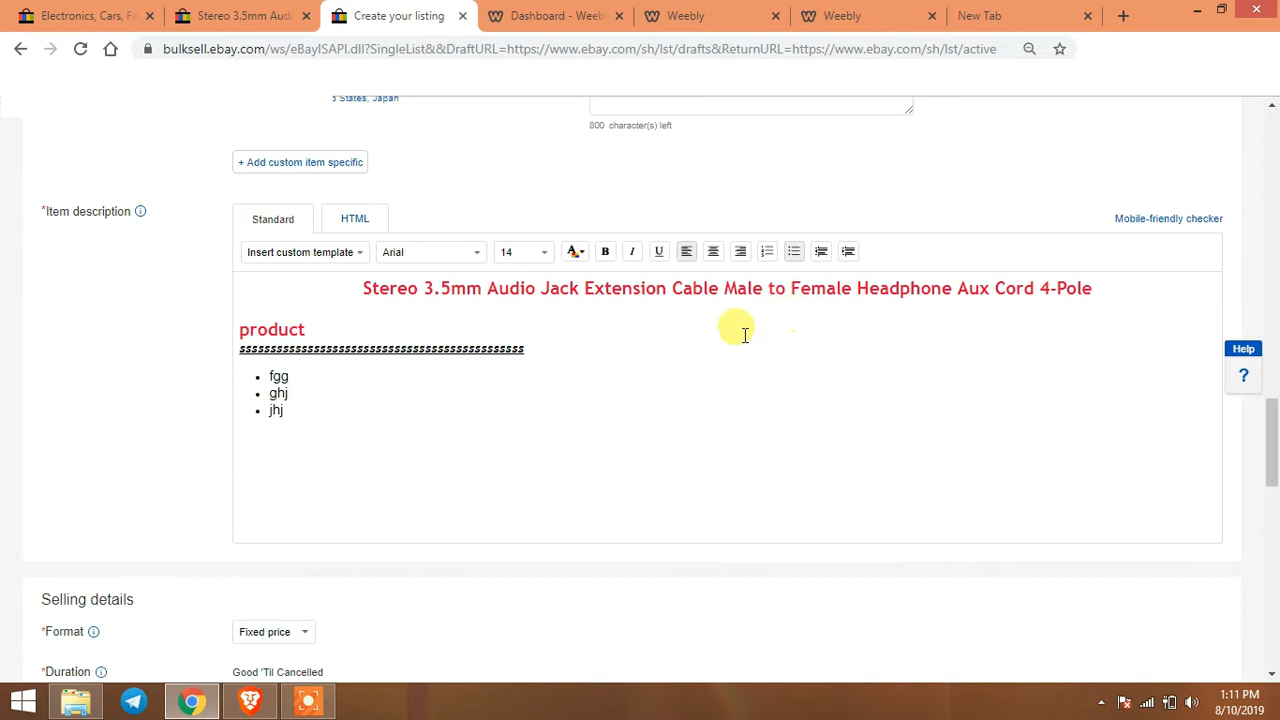 Electronics, Cars, Fa
Stereo 3.5mm Audi
Create your listing
Dashboard - Weebl
Weebly
Weebly
New Tab
bulksell.ebay.com/ws/eBayISAPI.dll?SingleList&&DraftURL=https://www.ebay.com/sh/lst/drafts&ReturnURL=https://www.ebay.com/sh/lst/active
d States, Japan
800 character(s) left
+ Add custom item specific
*Item description
Standard
HTML
Mobile-friendly checker
Insert custom template
Arial
14
A
B
I
U
Stereo 3.5mm Audio Jack Extension Cable Male to Female Headphone Aux Cord 4-Pole
product
• fgg
• ghj
• jhj
Help
?
Selling details
*Format
Fixed price
*Duration
Good 'Til Cancelled
1:11 PM
8/10/2019